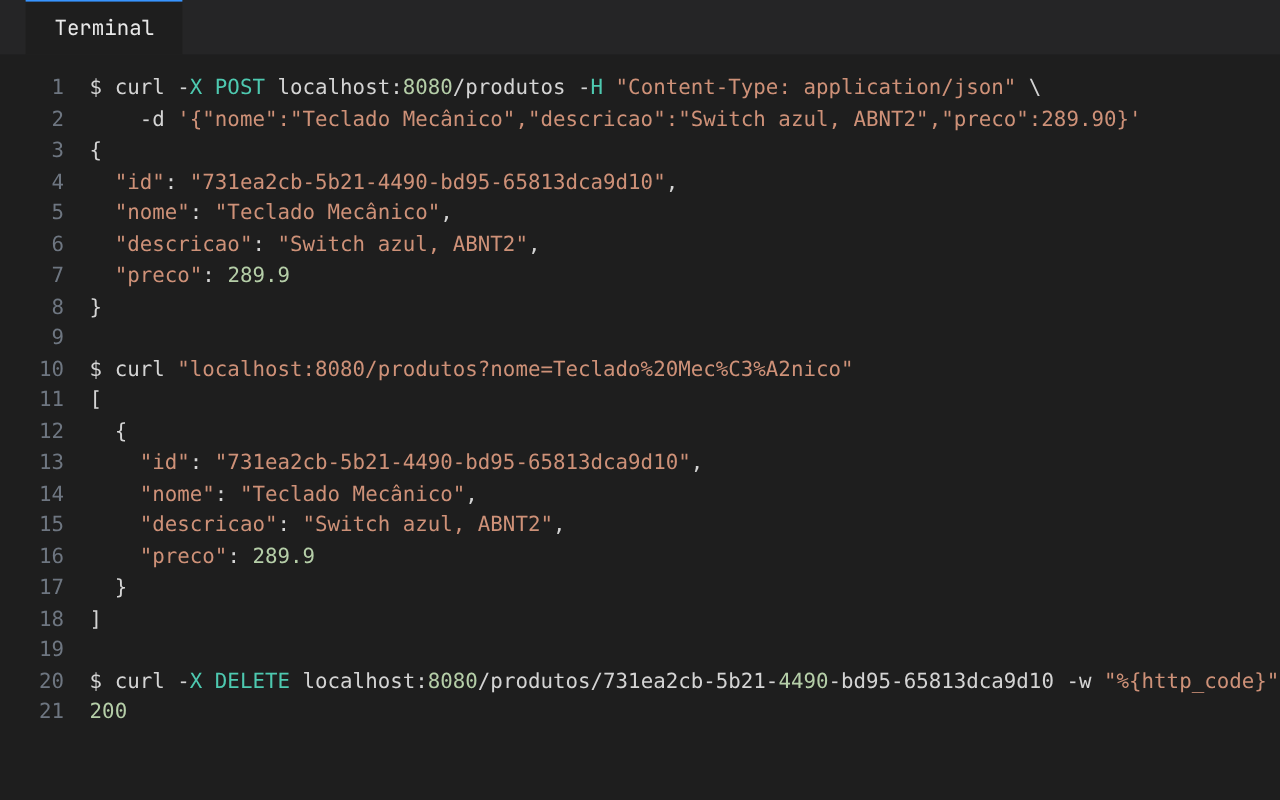 Terminal
1 $ curl -X POST localhost:8080/produtos -H "Content-Type: application/json" \
2     -d '{"nome":"Teclado Mecânico","descricao":"Switch azul, ABNT2","preco":289.90}'
3 {
4   "id": "731ea2cb-5b21-4490-bd95-65813dca9d10",
5   "nome": "Teclado Mecânico",
6   "descricao": "Switch azul, ABNT2",
7   "preco": 289.9
8 }
9
10 $ curl "localhost:8080/produtos?nome=Teclado%20Mec%C3%A2nico"
11 [
12   {
13     "id": "731ea2cb-5b21-4490-bd95-65813dca9d10",
14     "nome": "Teclado Mecânico",
15     "descricao": "Switch azul, ABNT2",
16     "preco": 289.9
17   }
18 ]
19
20 $ curl -X DELETE localhost:8080/produtos/731ea2cb-5b21-4490-bd95-65813dca9d10 -w "%{http_code}"
21 200